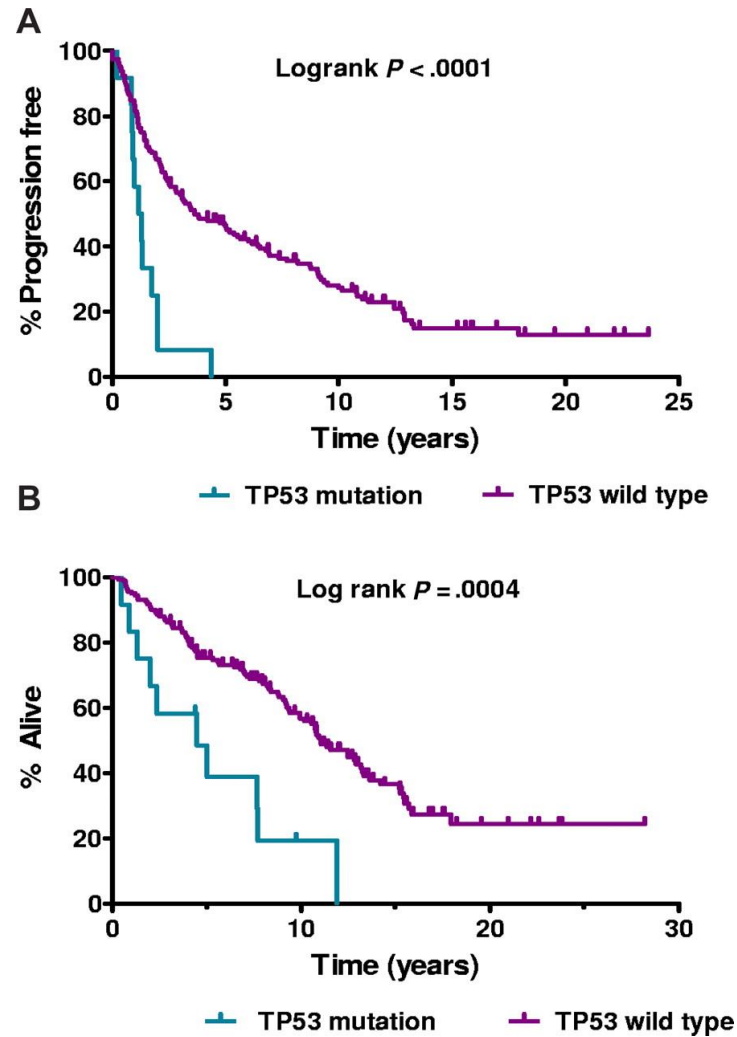 A
Logrank P < .0001
% Progression free
100
80
60
40
20
0
0 5 10 15 20 25
Time (years)
TP53 mutation TP53 wild type
B
Log rank P = .0004
% Alive
100
80
60
40
20
0
0 10 20 30
Time (years)
TP53 mutation TP53 wild type